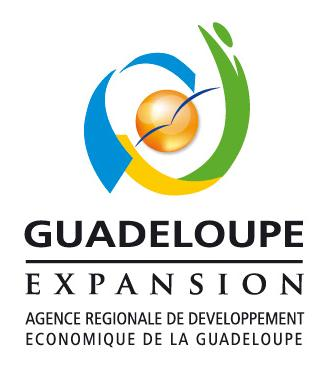 GUADELOUPE
EXPANSION
AGENCE REGIONALE DE DEVELOPPEMENT
ECONOMIQUE DE LA GUADELOUPE